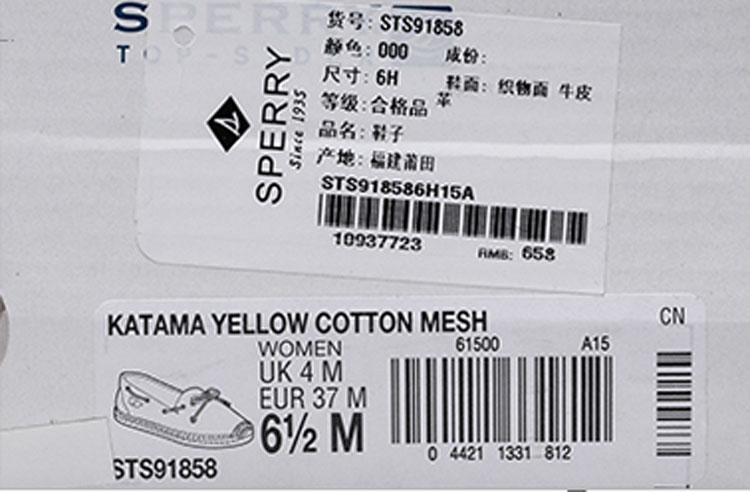 SPERRY
TOP-SIDER
SPERRY
Since 1935
货号: STS91858
颜色: 000
成份:
尺寸: 6H
鞋面: 织物面 牛皮革
等级: 合格品
品名: 鞋子
产地: 福建莆田
STS918586H15A
10937723
RMB: 658
KATAMA YELLOW COTTON MESH
CN
WOMEN
61500
A15
UK 4 M
EUR 37 M
6½ M
0 4421 1331 812
STS91858